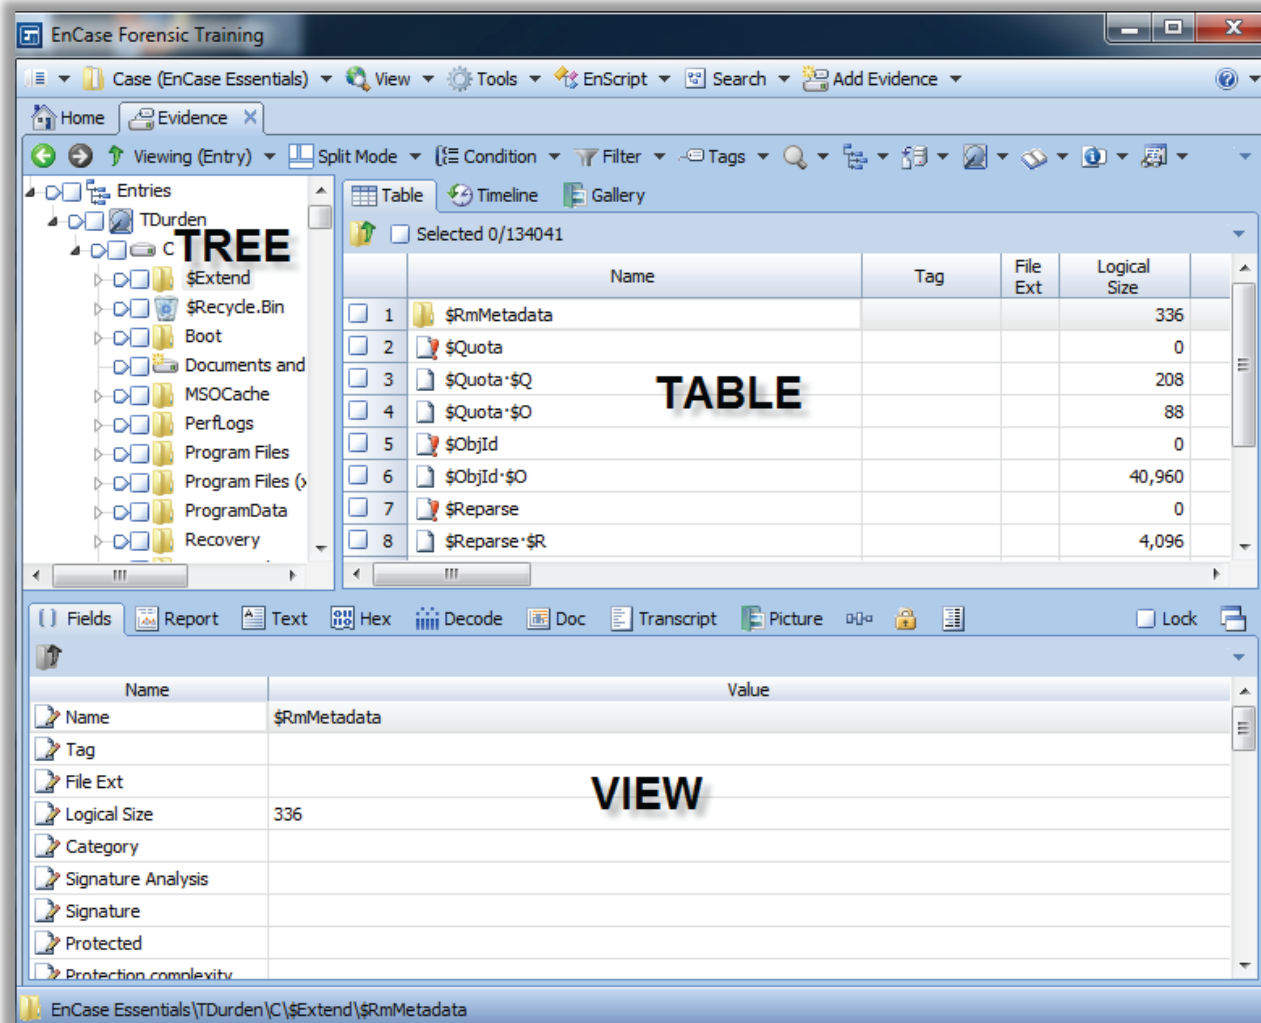 EnCase Forensic Training
Case (EnCase Essentials) View Tools EnScript Search Add Evidence
Home Evidence
Viewing (Entry) Split Mode Condition Filter Tags
Entries
TDurden
C
TREE
$Extend
$Recycle.Bin
Boot
Documents and
MSOCache
PerfLogs
Program Files
Program Files (x
ProgramData
Recovery
Table Timeline Gallery
Selected 0/134041
Name Tag File Ext Logical Size
1 $RmMetadata 336
2 $Quota 0
3 $Quota·$Q 208
4 $Quota·$O 88
5 $ObjId 0
6 $ObjId·$O 40,960
7 $Reparse 0
8 $Reparse·$R 4,096
TABLE
Fields Report Text Hex Decode Doc Transcript Picture Lock
Name Value
Name $RmMetadata
Tag
File Ext
Logical Size 336
Category
Signature Analysis
Signature
Protected
Protection complexity
VIEW
EnCase Essentials\TDurden\C\$Extend\$RmMetadata